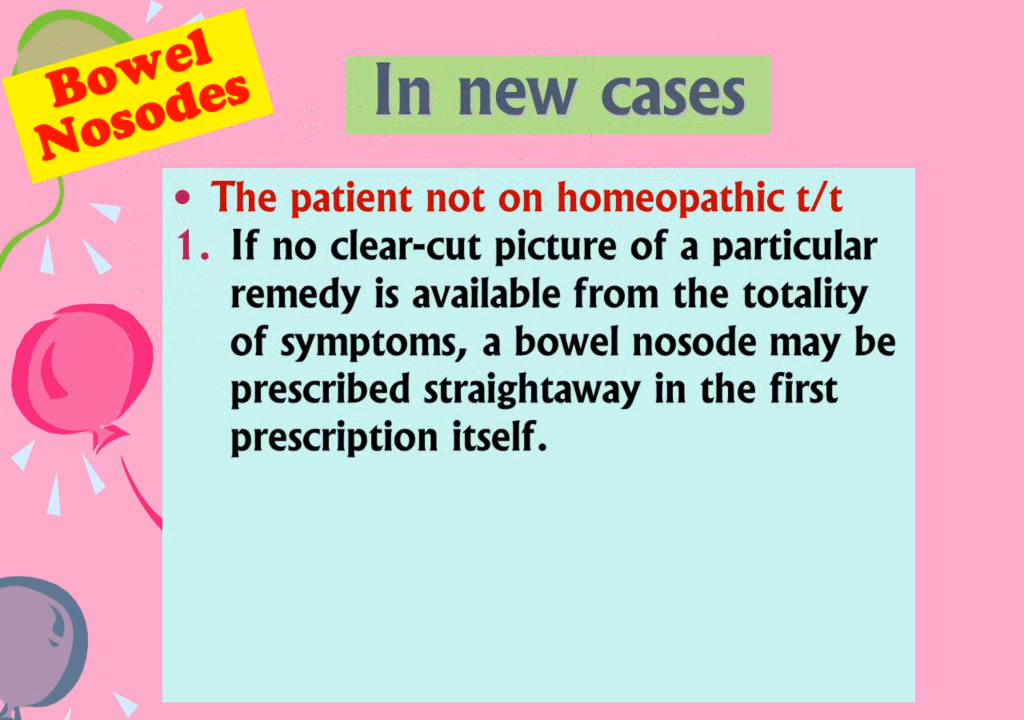 Bowel
Nosodes
In new cases
• The patient not on homeopathic t/t
1. If no clear-cut picture of a particular
remedy is available from the totality
of symptoms, a bowel nosode may be
prescribed straightaway in the first
prescription itself.